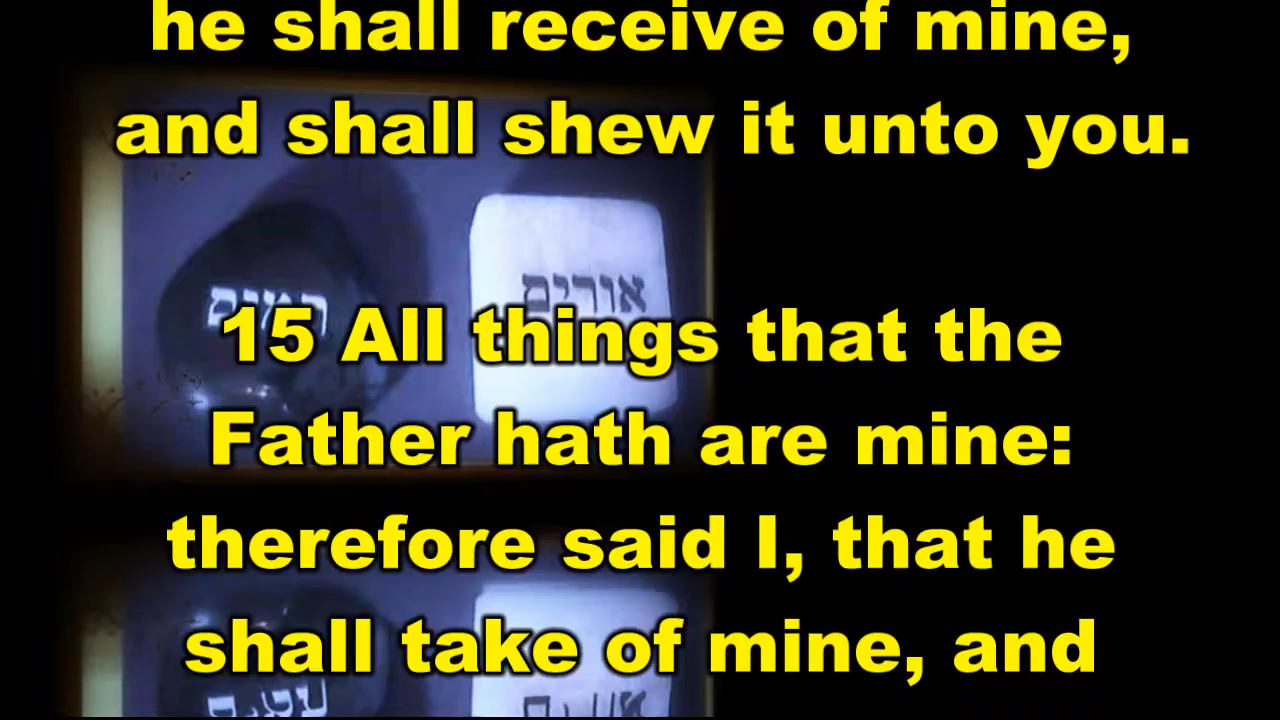 he shall receive of mine,
and shall shew it unto you.
תמים
אורים
15 All things that the
Father hath are mine:
therefore said I, that he
shall take of mine, and